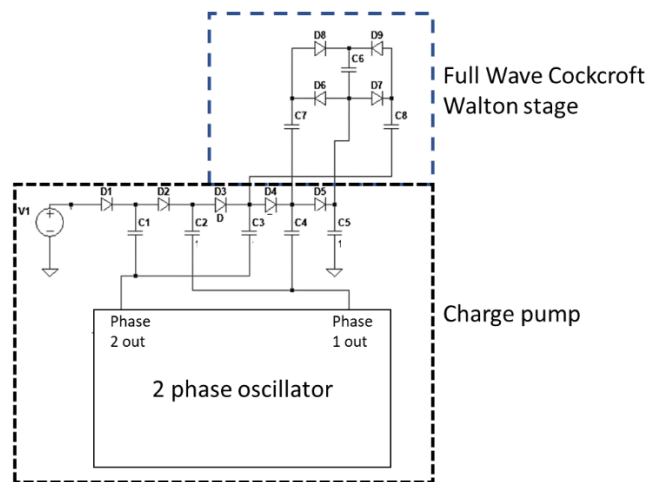 D8 D9
C6
D6 D7
C7 C8
Full Wave Cockcroft
Walton stage
D1 D2 D3 D4 D5
D
V1
C1 C2 C3 C4 C5
1 1
Phase
2 out
Phase
1 out
2 phase oscillator
Charge pump